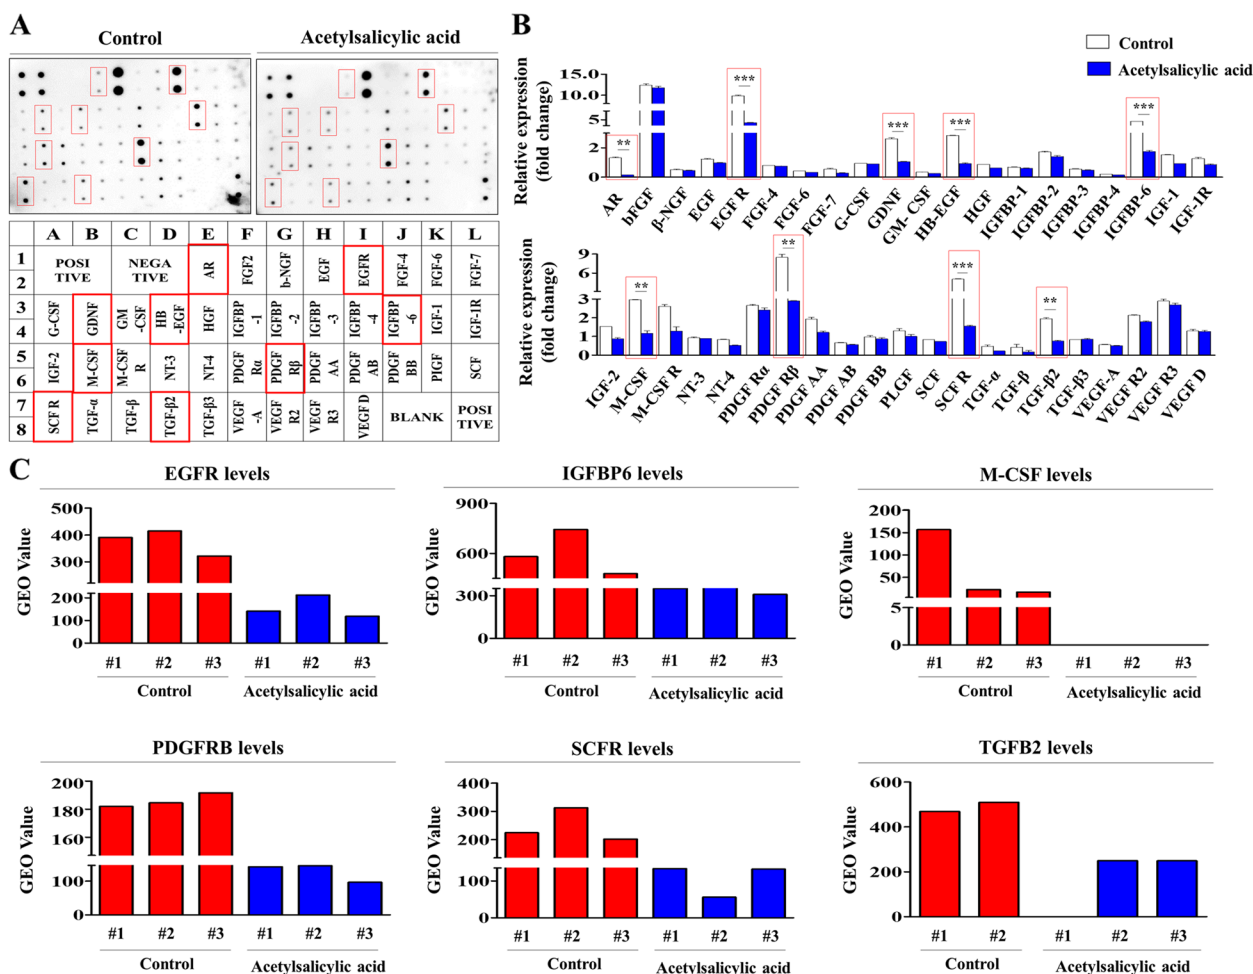 A
Control
Acetylsalicylic acid
A B C D E F G H I J K L
1
2
POSI
TIVE
NEGA
TIVE
AR
FGF2
b-NGF
EGF
EGFR
FGF-4
FGF-6
FGF-7
3
4
G-CSF
GDNF
GM
-CSF
HB
-EGF
HGF
IGFBP
-1
IGFBP
-2
IGFBP
-3
IGFBP
-4
IGFBP
-6
IGF-1
IGF-1R
5
6
IGF-2
M-CSF
M-CSF
R
NT-3
NT-4
PDGF
Rα
PDGF
Rβ
PDGF
AA
PDGF
AB
PDGF
BB
PIGF
SCF
7
8
SCF R
TGF-α
TGF-β
TGF-β2
TGF-β3
VEGF
-A
VEGF
R2
VEGF
R3
VEGF D
BLANK
POSI
TIVE
B
Control
Acetylsalicylic acid
Relative expression
(fold change)
15.0
10.0
5
2
1
0
** *** *** *** ***
AR bFGF β-NGF EGF EGF R FGF-4 FGF-6 FGF-7 G-CSF GDNF GM- CSF HB-EGF HGF IGFBP-1 IGFBP-2 IGFBP-3 IGFBP-4 IGFBP-6 IGF-1 IGF-1R
Relative expression
(fold change)
9
6
3
2
1
0
** ** *** **
IGF-2 M-CSF M-CSF R NT-3 NT-4 PDGF Rα PDGF Rβ PDGF AA PDGF AB PDGF BB PLGF SCF SCF R TGF-α TGF-β TGF-β2 TGF-β3 VEGF-A VEGF R2 VEGF R3 VEGF D
C
EGFR levels
GEO Value
500
400
300
200
100
0
#1 #2 #3 #1 #2 #3
Control Acetylsalicylic acid
IGFBP6 levels
GEO Value
900
600
300
0
#1 #2 #3 #1 #2 #3
Control Acetylsalicylic acid
M-CSF levels
GEO Value
200
150
100
50
5
0
#1 #2 #3 #1 #2 #3
Control Acetylsalicylic acid
PDGFRB levels
GEO Value
200
180
160
140
100
0
#1 #2 #3 #1 #2 #3
Control Acetylsalicylic acid
SCFR levels
GEO Value
400
300
200
100
0
#1 #2 #3 #1 #2 #3
Control Acetylsalicylic acid
TGFB2 levels
GEO Value
600
400
200
0
#1 #2 #1 #2 #3
Control Acetylsalicylic acid